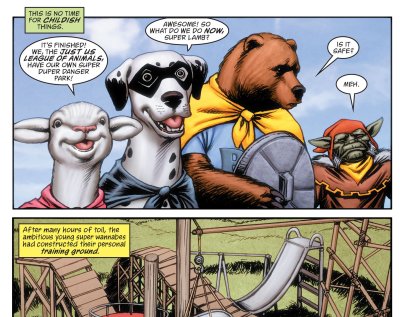 THIS IS NO TIME
FOR CHILDISH
THINGS.
IT'S FINISHED!
WE, THE JUST US
LEAGUE OF ANIMALS,
HAVE OUR OWN SUPER
DUPER DANGER
PARK!
AWESOME! SO
WHAT DO WE DO NOW,
SUPER LAMB?
IS IT
SAFE?
MEH.
After many hours of toil, the
ambitious young super wannabes
had constructed their personal
training ground.